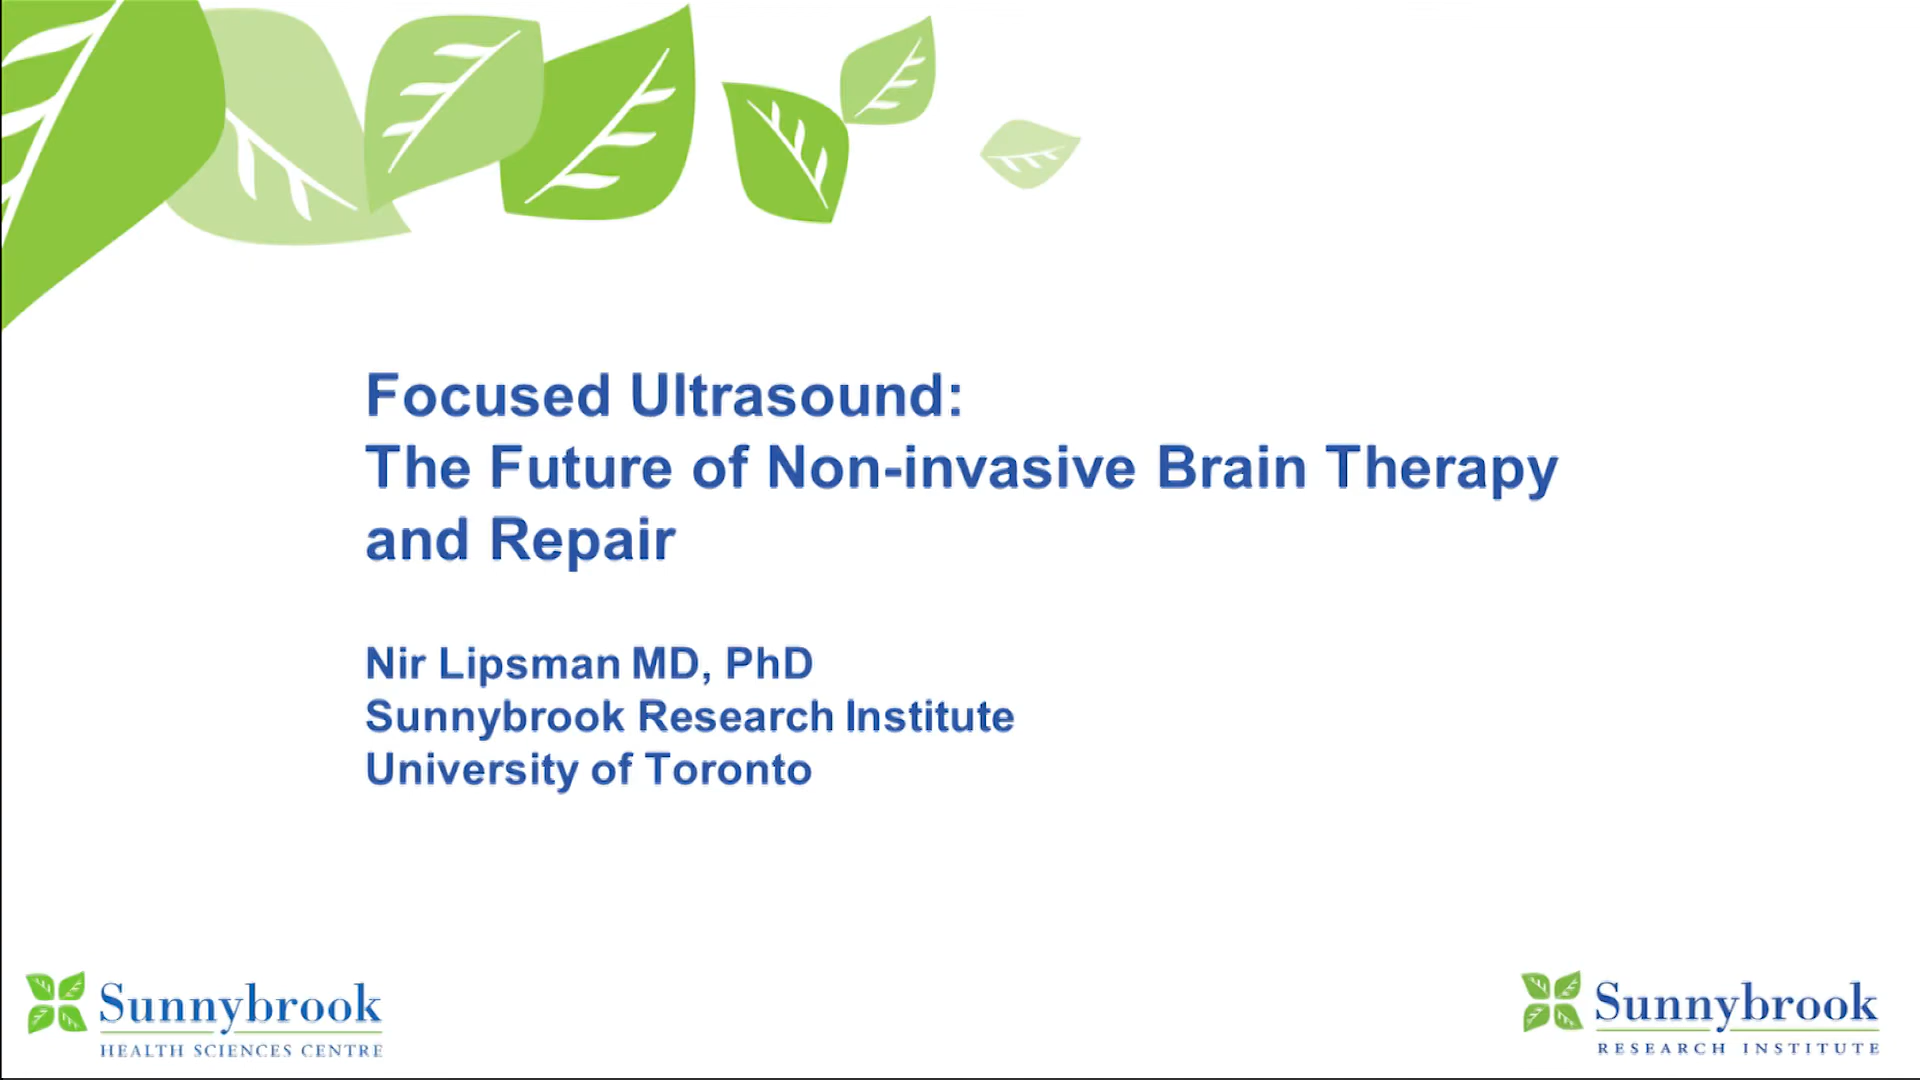 Focused Ultrasound:
The Future of Non-invasive Brain Therapy
and Repair
Nir Lipsman MD, PhD
Sunnybrook Research Institute
University of Toronto
Sunnybrook
HEALTH SCIENCES CENTRE
Sunnybrook
RESEARCH INSTITUTE